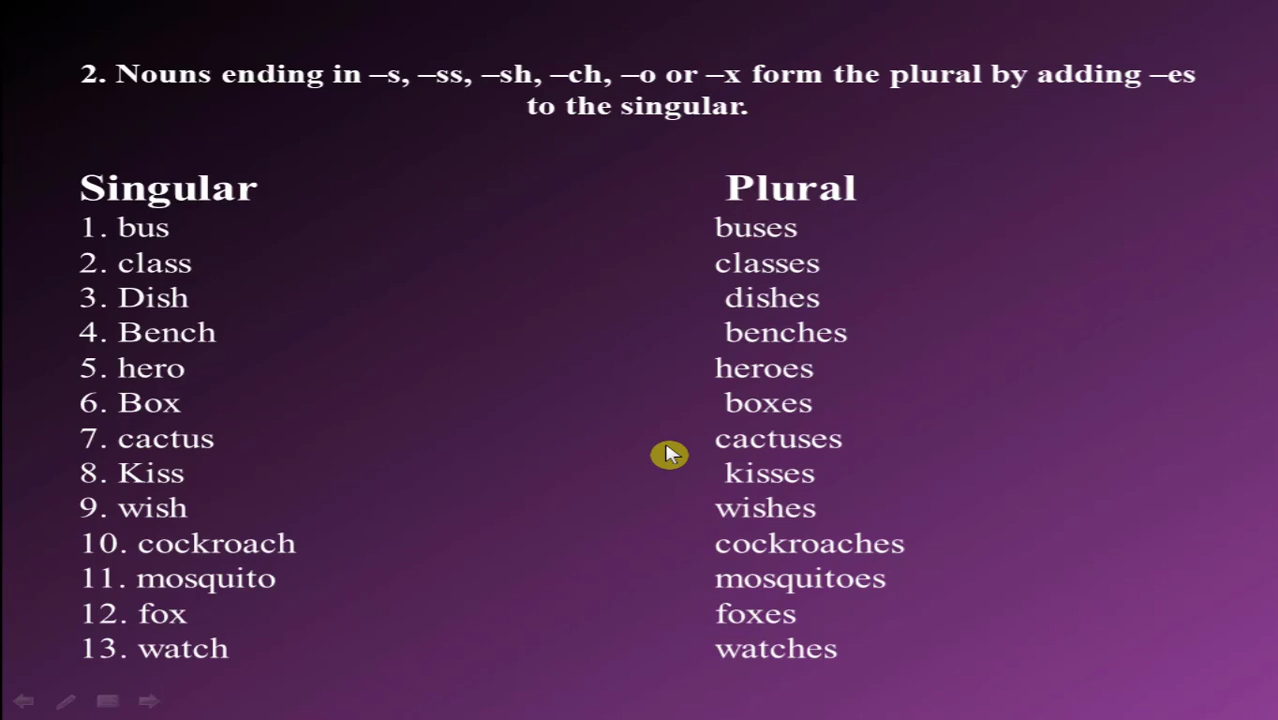 2. Nouns ending in –s, –ss, –sh, –ch, –o or –x form the plural by adding –es
to the singular.
Singular Plural
1. bus buses
2. class classes
3. Dish dishes
4. Bench benches
5. hero heroes
6. Box boxes
7. cactus cactuses
8. Kiss kisses
9. wish wishes
10. cockroach cockroaches
11. mosquito mosquitoes
12. fox foxes
13. watch watches